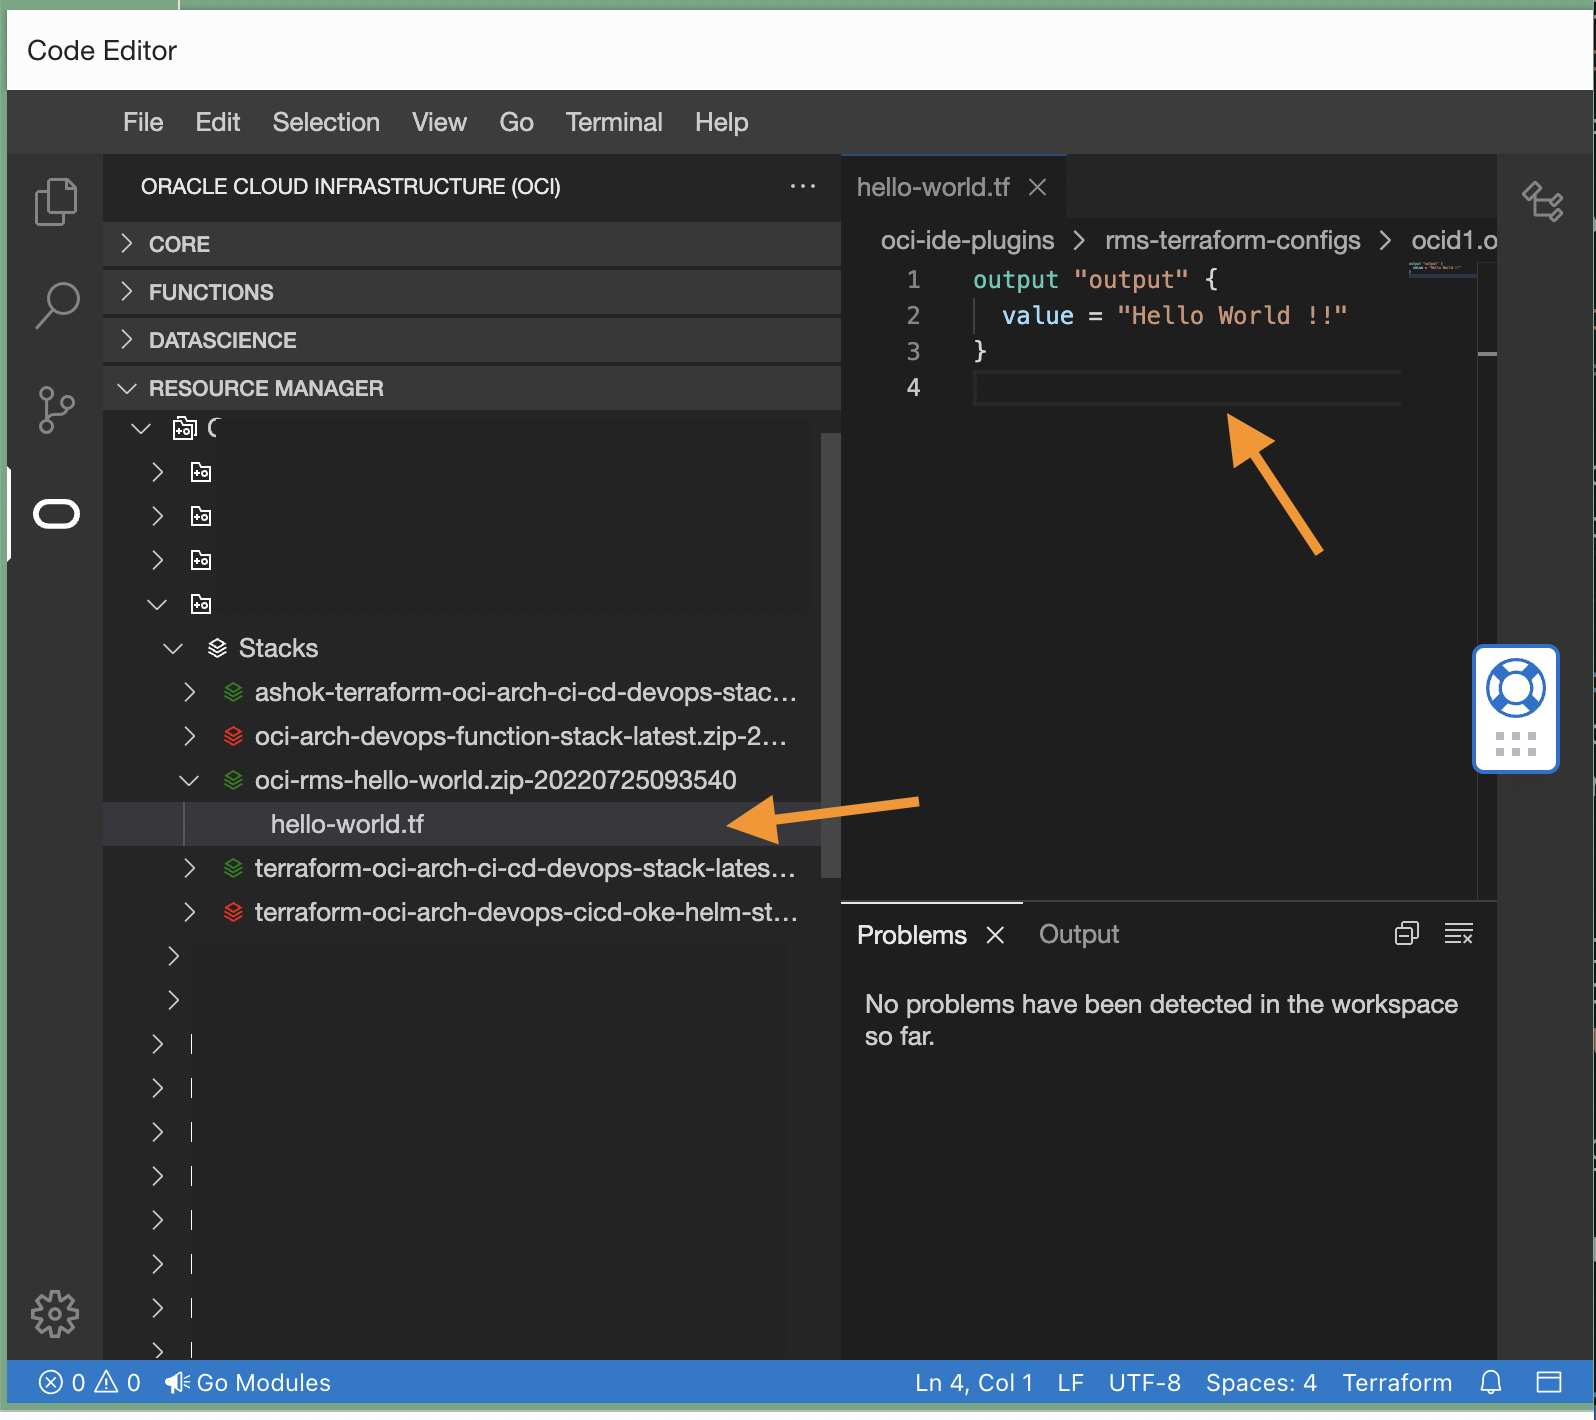 Code Editor
File Edit Selection View Go Terminal Help
ORACLE CLOUD INFRASTRUCTURE (OCI)
CORE
FUNCTIONS
DATASCIENCE
RESOURCE MANAGER
Stacks
ashok-terraform-oci-arch-ci-cd-devops-stac...
oci-arch-devops-function-stack-latest.zip-2...
oci-rms-hello-world.zip-20220725093540
hello-world.tf
terraform-oci-arch-ci-cd-devops-stack-lates...
terraform-oci-arch-devops-cicd-oke-helm-st...
hello-world.tf
oci-ide-plugins > rms-terraform-configs > ocid1.o
1 output "output" {
2 value = "Hello World !!"
3 }
4
Problems Output
No problems have been detected in the workspace
so far.
0 0 Go Modules Ln 4, Col 1 LF UTF-8 Spaces: 4 Terraform